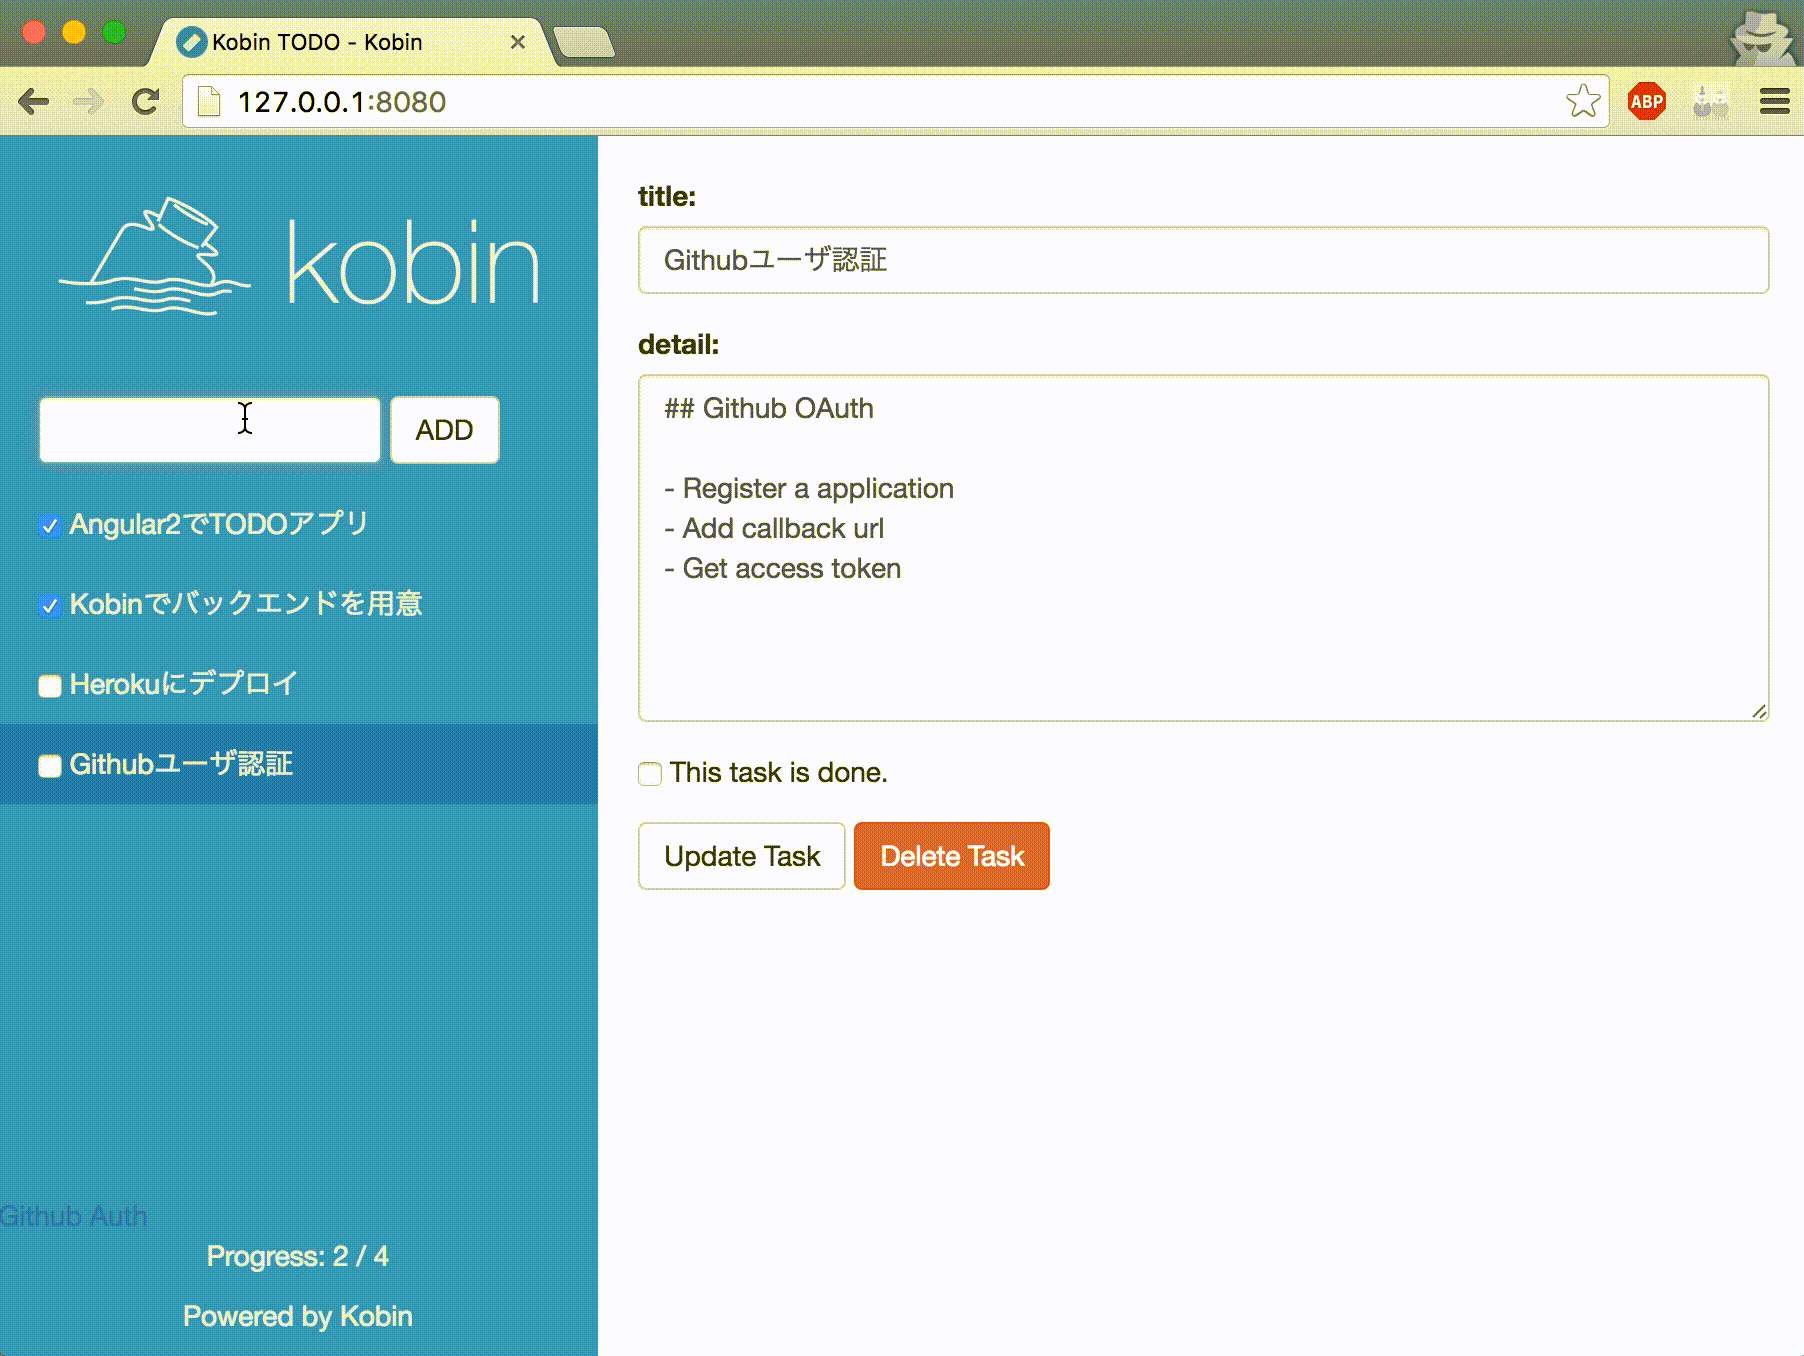 Kobin TODO - Kobin
127.0.0.1:8080
ABP
kobin
ADD
Angular2でTODOアプリ
Kobinでバックエンドを用意
Herokuにデプロイ
Githubユーザ認証
Github Auth
Progress: 2 / 4
Powered by Kobin
title:
Githubユーザ認証
detail:
## Github OAuth
- Register a application
- Add callback url
- Get access token
This task is done.
Update Task
Delete Task